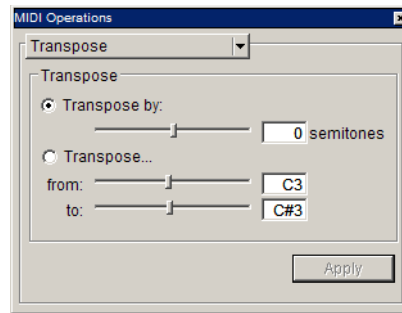 MIDI Operations
Transpose
Transpose
Transpose by:
0 semitones
Transpose...
from: C3
to: C#3
Apply